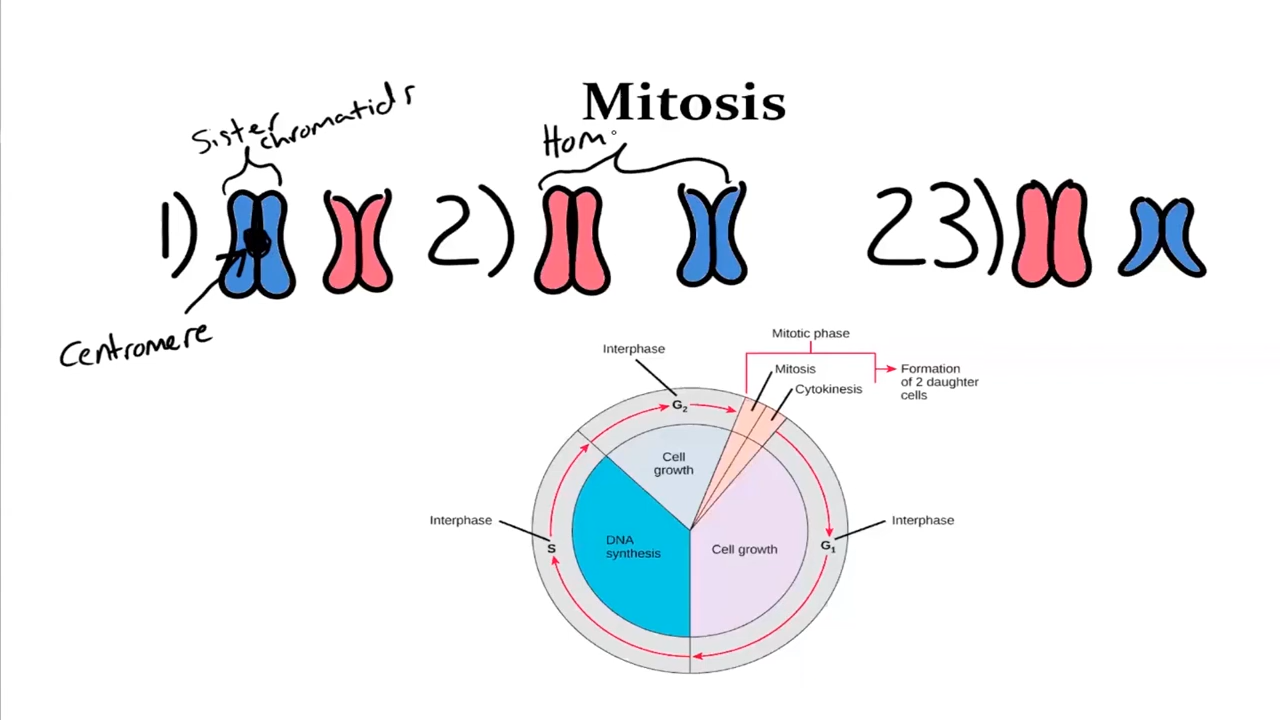 Mitosis
Sister
chromatids
Hom
1)
2)
23)
Centromere
Mitotic phase
Interphase
Mitosis
Cytokinesis
Formation
of 2 daughter
cells
G₂
Cell
growth
Interphase
S
DNA
synthesis
Cell growth
G₁
Interphase